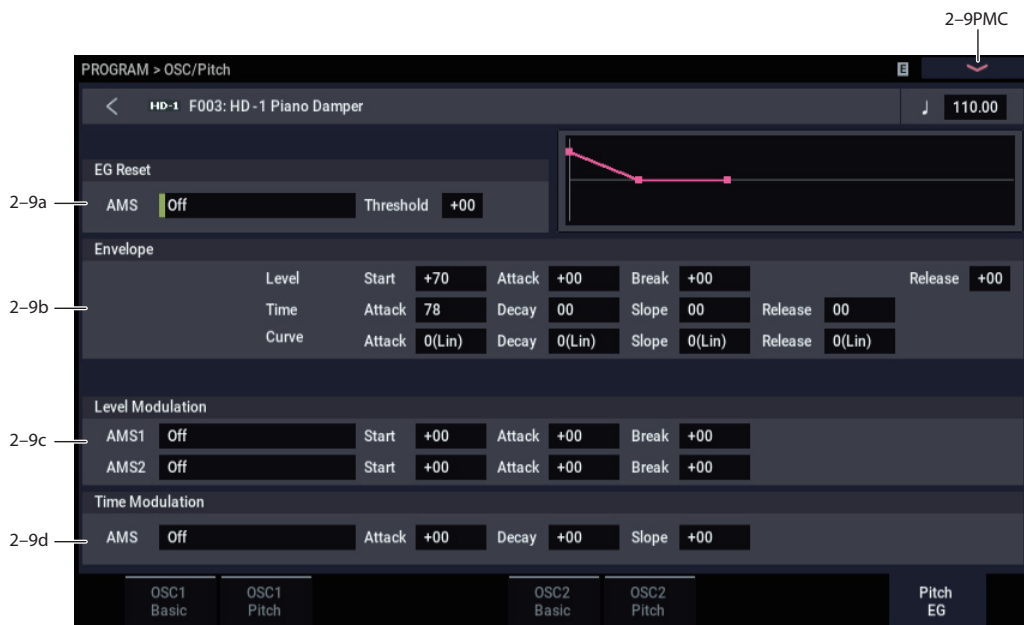 2–9PMC
PROGRAM > OSC/Pitch E
HD-1 F003: HD-1 Piano Damper ♩ 110.00
EG Reset
2–9a AMS Off Threshold +00
Envelope
2–9b
Level Start +70 Attack +00 Break +00 Release +00
Time Attack 78 Decay 00 Slope 00 Release 00
Curve Attack 0(Lin) Decay 0(Lin) Slope 0(Lin) Release 0(Lin)
Level Modulation
2–9c AMS1 Off Start +00 Attack +00 Break +00
AMS2 Off Start +00 Attack +00 Break +00
Time Modulation
2–9d AMS Off Attack +00 Decay +00 Slope +00
OSC1 Basic OSC1 Pitch OSC2 Basic OSC2 Pitch Pitch EG